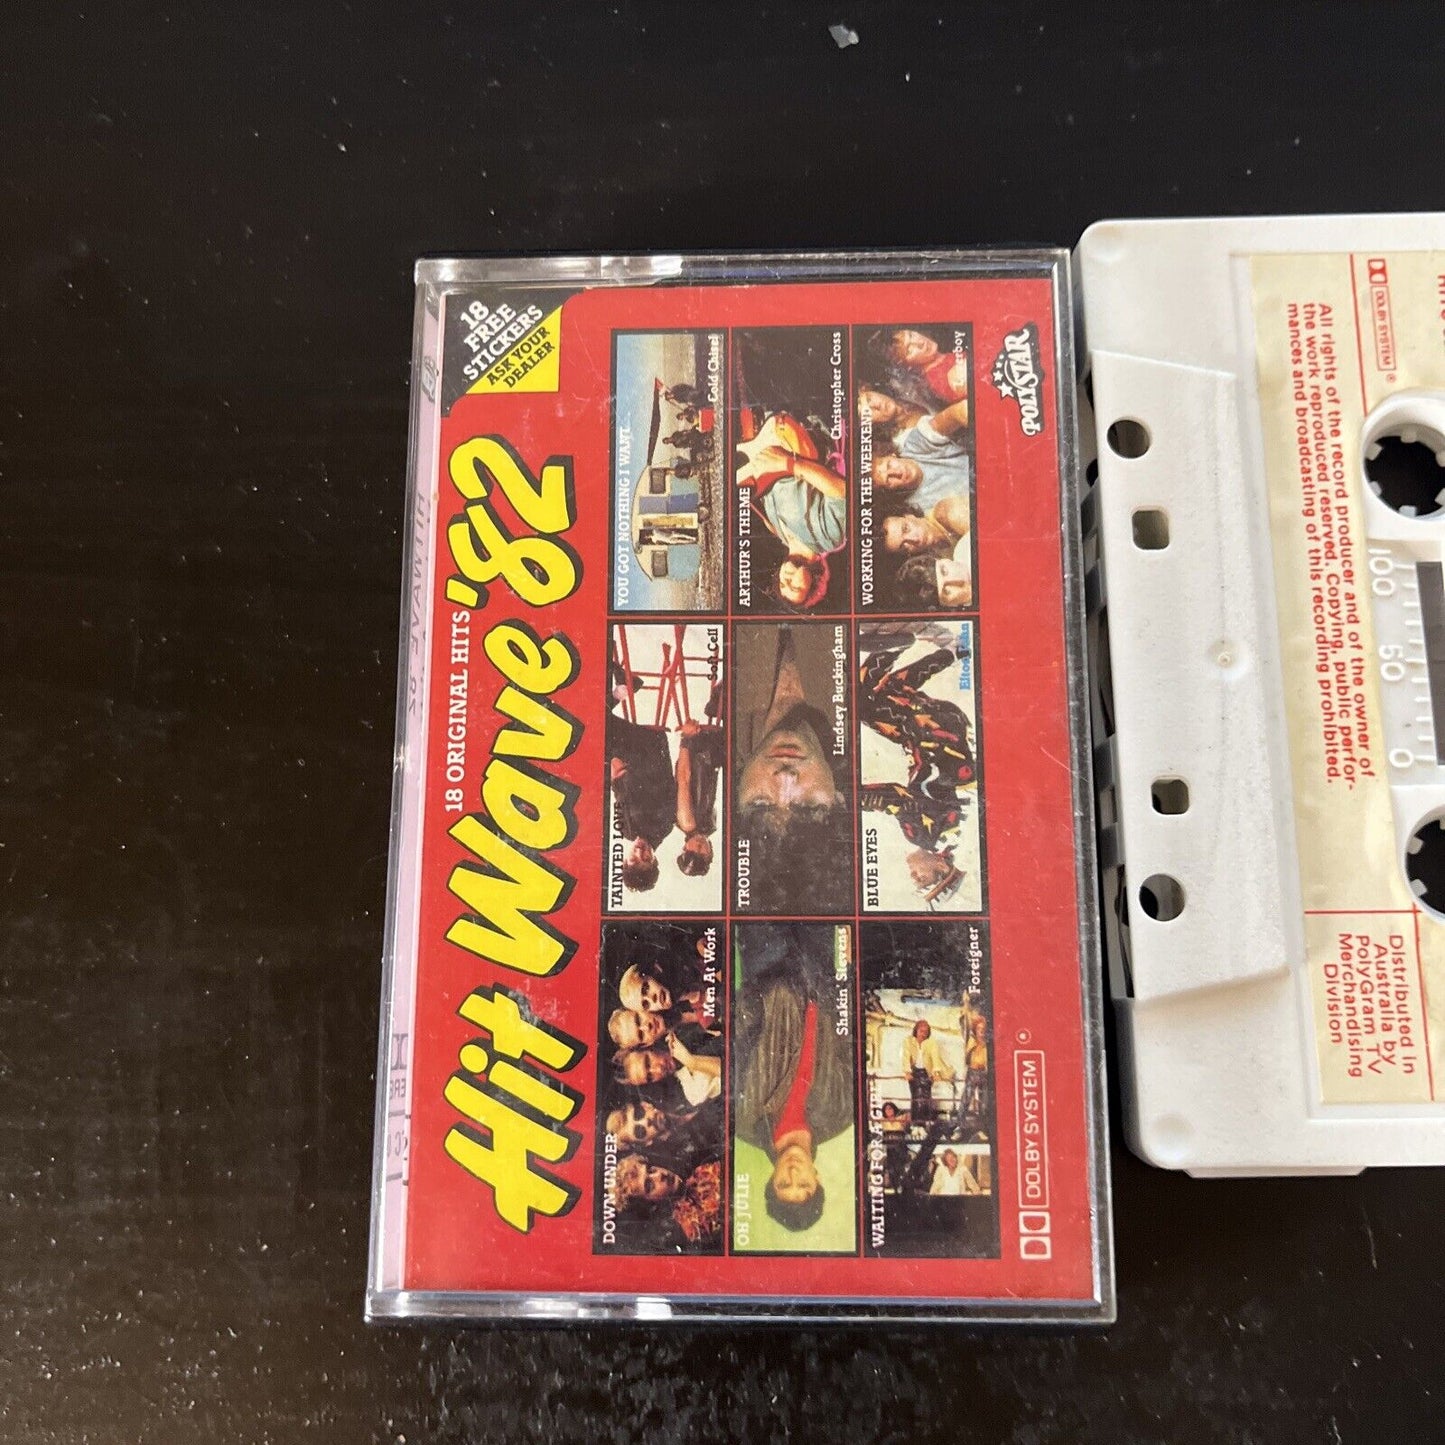 18
FREE
STICKERS
ASK YOUR
DEALER
18 ORIGINAL HITS
Hit Wave '82
DOWN UNDER
Men At Work
TAINTED LOVE
Soft Cell
YOU GOT NOTHING I WANT
Cold Chisel
OH JULIE
Shakin' Stevens
TROUBLE
Lindsey Buckingham
ARTHUR'S THEME
Christopher Cross
WAITING FOR A GIRL
Foreigner
BLUE EYES
Elton John
WORKING FOR THE WEEKEND
Loverboy
DOLBY SYSTEM ®
POLYSTAR
DOLBY SYSTEM ®
All rights of the record producer and of the owner of
the work reproduced reserved. Copying, public perfor-
mances and broadcasting of this recording prohibited.
100 50 0
Distributed in
Australia by
PolyGram TV
Merchandising
Division